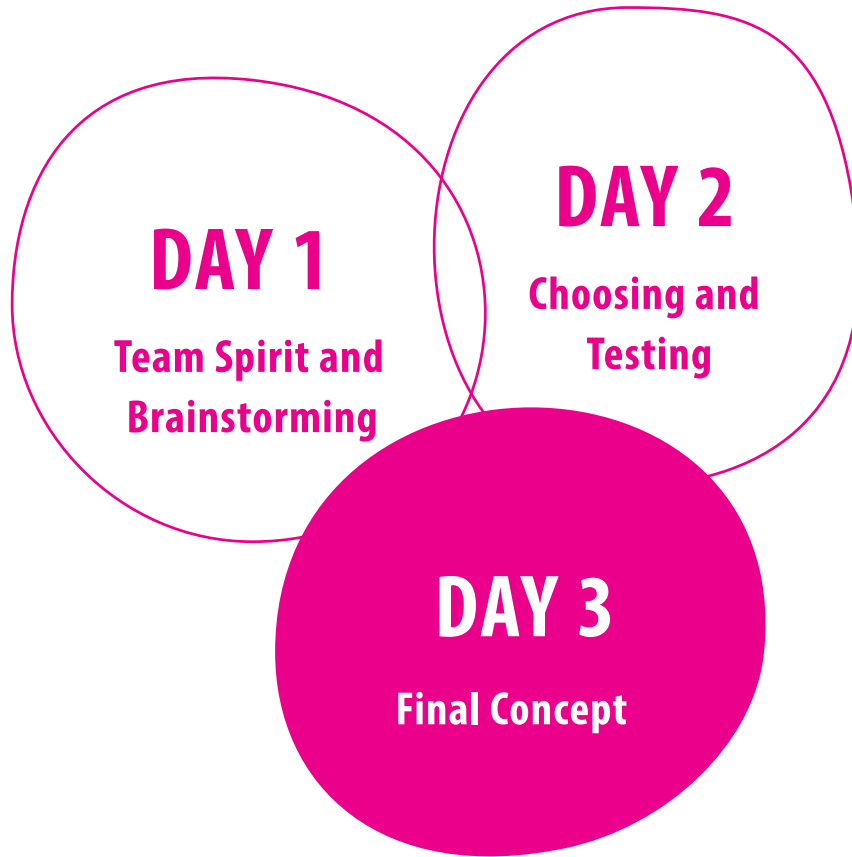 DAY 1
Team Spirit and
Brainstorming
DAY 2
Choosing and
Testing
DAY 3
Final Concept